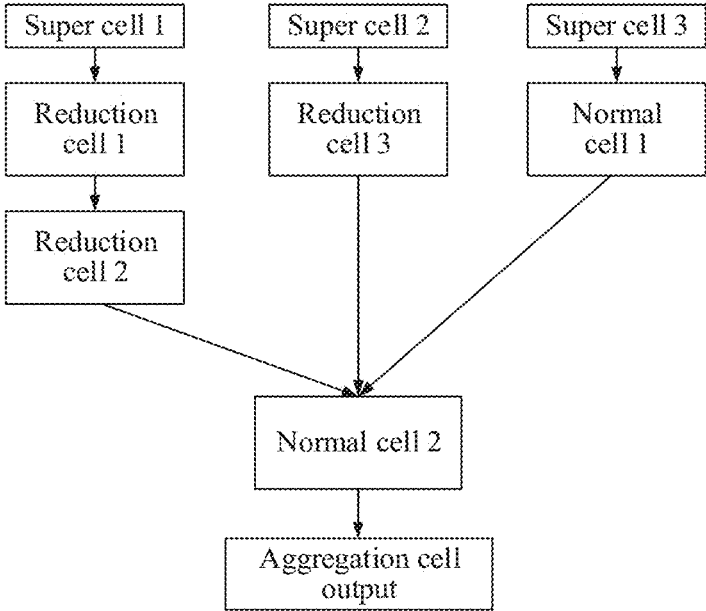 Super cell 1
Super cell 2
Super cell 3
Reduction
cell 1
Reduction
cell 3
Normal
cell 1
Reduction
cell 2
Normal cell 2
Aggregation cell
output